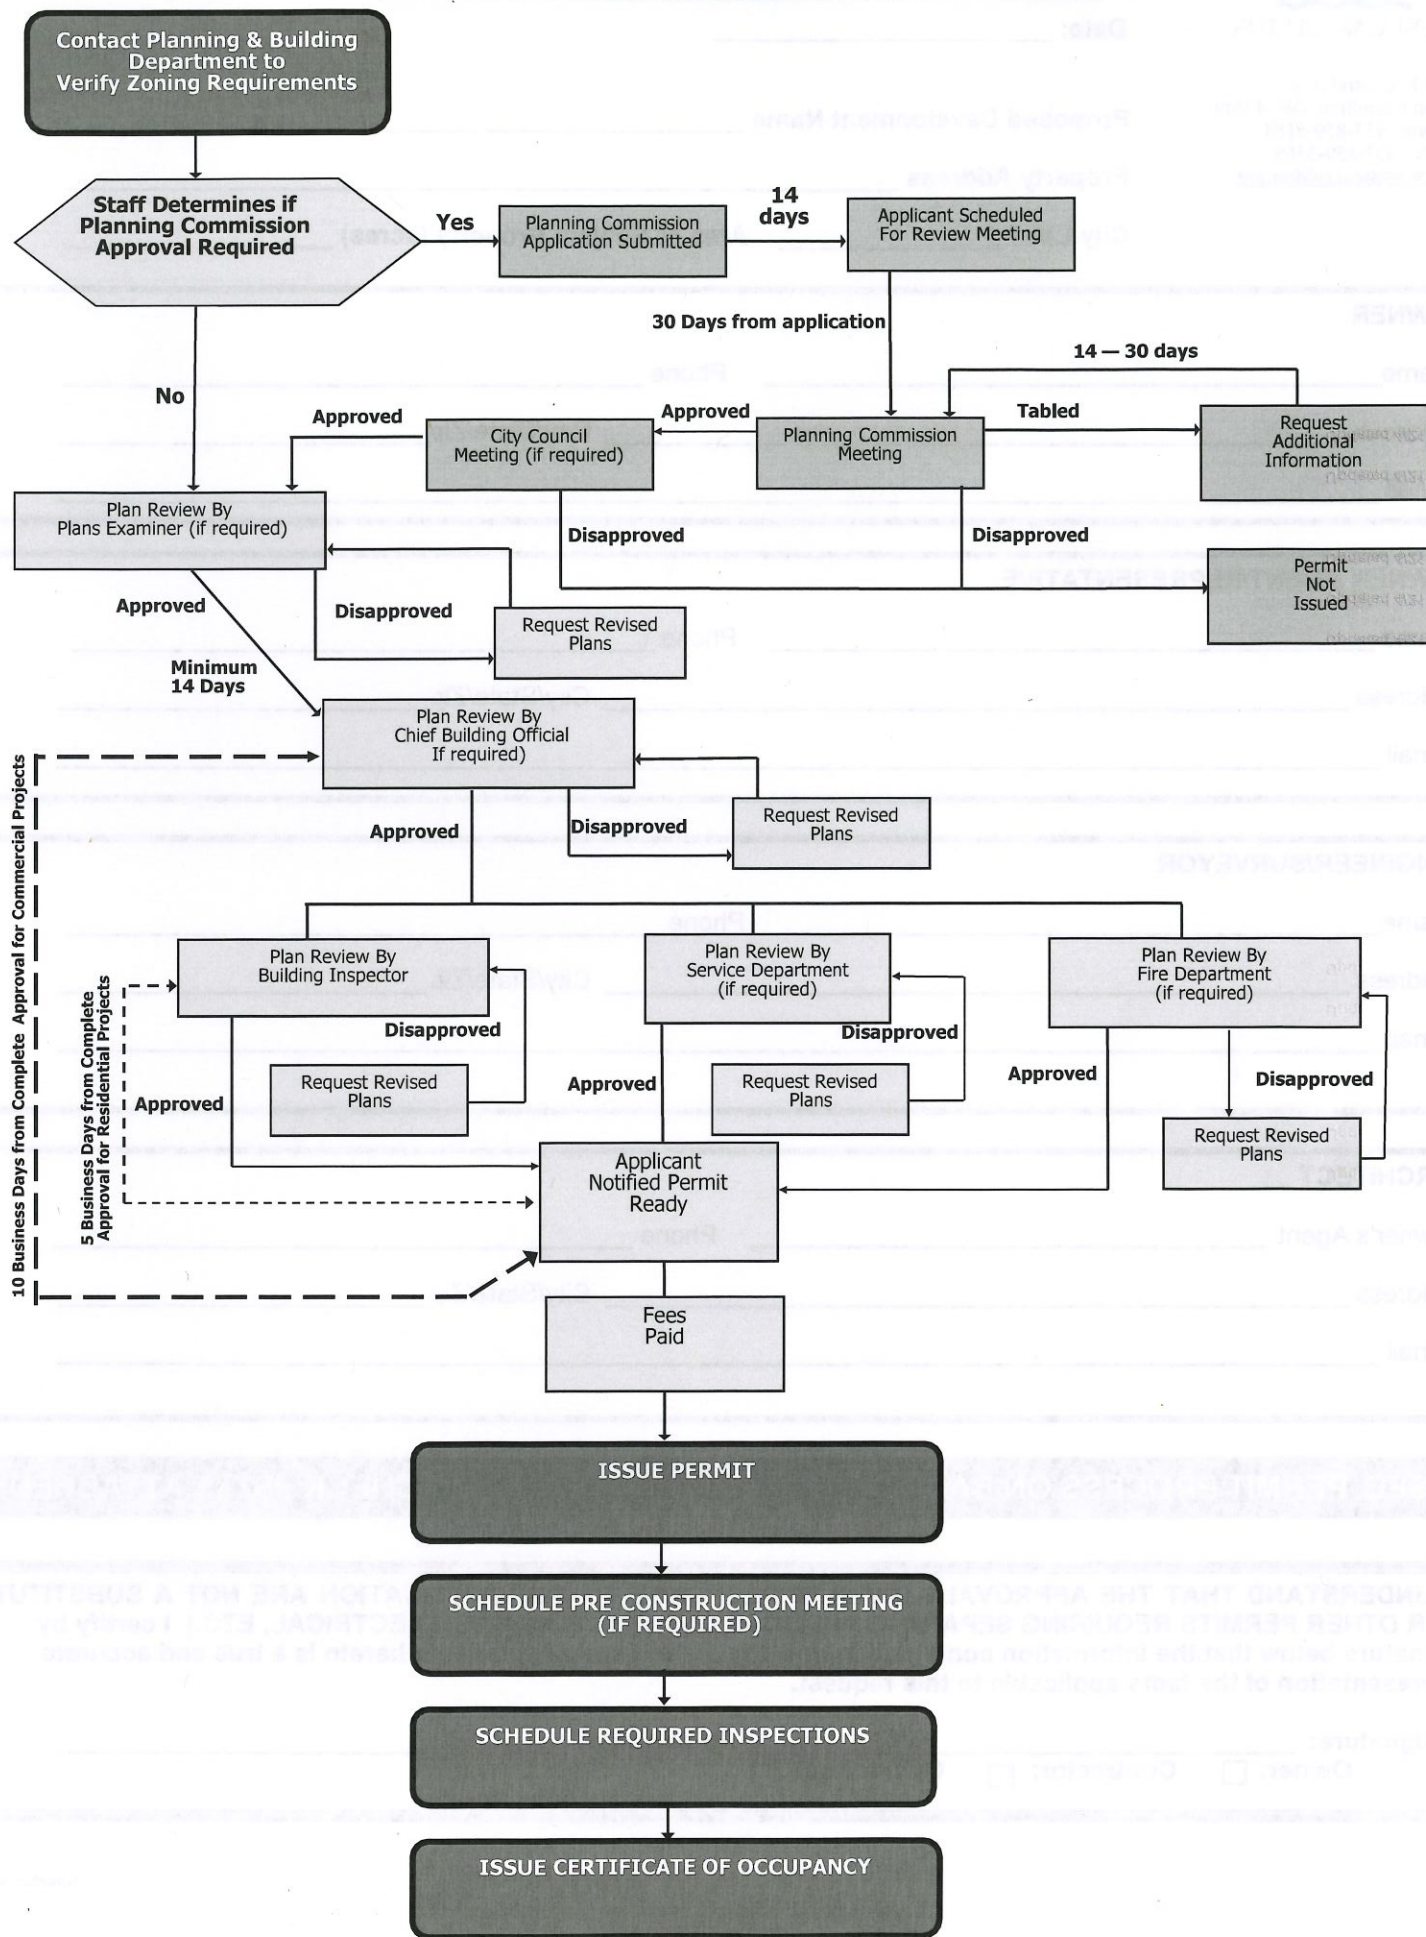 Contact Planning & Building
Department to
Verify Zoning Requirements
Staff Determines if
Planning Commission
Approval Required
Yes
Planning Commission
Application Submitted
14
days
Applicant Scheduled
For Review Meeting
30 Days from application
14 — 30 days
No
Approved
City Council
Meeting (if required)
Approved
Planning Commission
Meeting
Tabled
Request
Additional
Information
Plan Review By
Plans Examiner (if required)
Disapproved
Disapproved
Permit
Not
Issued
Approved
Disapproved
Request Revised
Plans
Minimum
14 Days
Plan Review By
Chief Building Official
If required)
Approved
Disapproved
Request Revised
Plans
10 Business Days from Complete Approval for Commercial Projects
5 Business Days from Complete
Approval for Residential Projects
Plan Review By
Building Inspector
Plan Review By
Service Department
(if required)
Plan Review By
Fire Department
(if required)
Disapproved
Disapproved
Approved
Request Revised
Plans
Approved
Request Revised
Plans
Approved
Disapproved
Request Revised
Plans
Applicant
Notified Permit
Ready
Fees
Paid
ISSUE PERMIT
SCHEDULE PRE CONSTRUCTION MEETING
(IF REQUIRED)
SCHEDULE REQUIRED INSPECTIONS
ISSUE CERTIFICATE OF OCCUPANCY